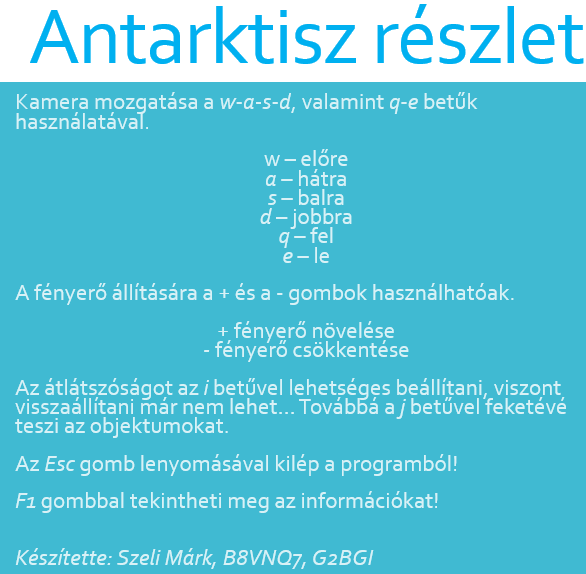 Antarktisz részlet
Kamera mozgatása a w-a-s-d, valamint q-e betűk
használatával.
w – előre
a – hátra
s – balra
d – jobbra
q – fel
e – le
A fényerő állítására a + és a - gombok használhatóak.
+ fényerő növelése
- fényerő csökkentése
Az átlátszóságot az i betűvel lehetséges beállítani, viszont
visszaállítani már nem lehet... Továbbá a j betűvel feketévé
teszi az objektumokat.
Az Esc gomb lenyomásával kilép a programból!
F1 gombbal tekintheti meg az információkat!
Készítette: Szeli Márk, B8VNQ7, G2BGI